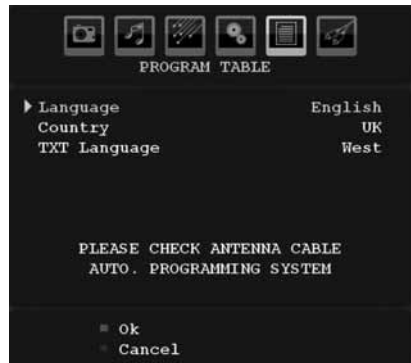 PROGRAM TABLE
Language English
Country UK
TXT Language West
PLEASE CHECK ANTENNA CABLE
AUTO. PROGRAMMING SYSTEM
Ok
Cancel